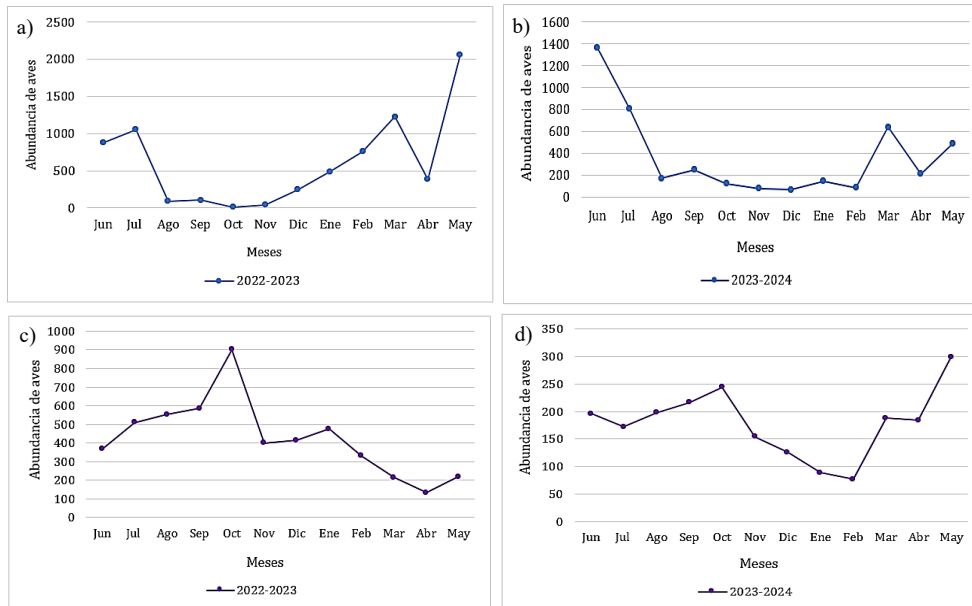 a)
2500
2000
1500
1000
500
0
Abundancia de aves
Jun Jul Ago Sep Oct Nov Dic Ene Feb Mar Abr May
Meses
2022-2023
b)
1600
1400
1200
1000
800
600
400
200
0
Abundancia de aves
Jun Jul Ago Sep Oct Nov Dic Ene Feb Mar Abr May
Meses
2023-2024
c)
1000
900
800
700
600
500
400
300
200
100
0
Abundancia de aves
Jun Jul Ago Sep Oct Nov Dic Ene Feb Mar Abr May
Meses
2022-2023
d)
350
300
250
200
150
100
50
0
Abundancia de aves
Jun Jul Ago Sep Oct Nov Dic Ene Feb Mar Abr May
Meses
2023-2024